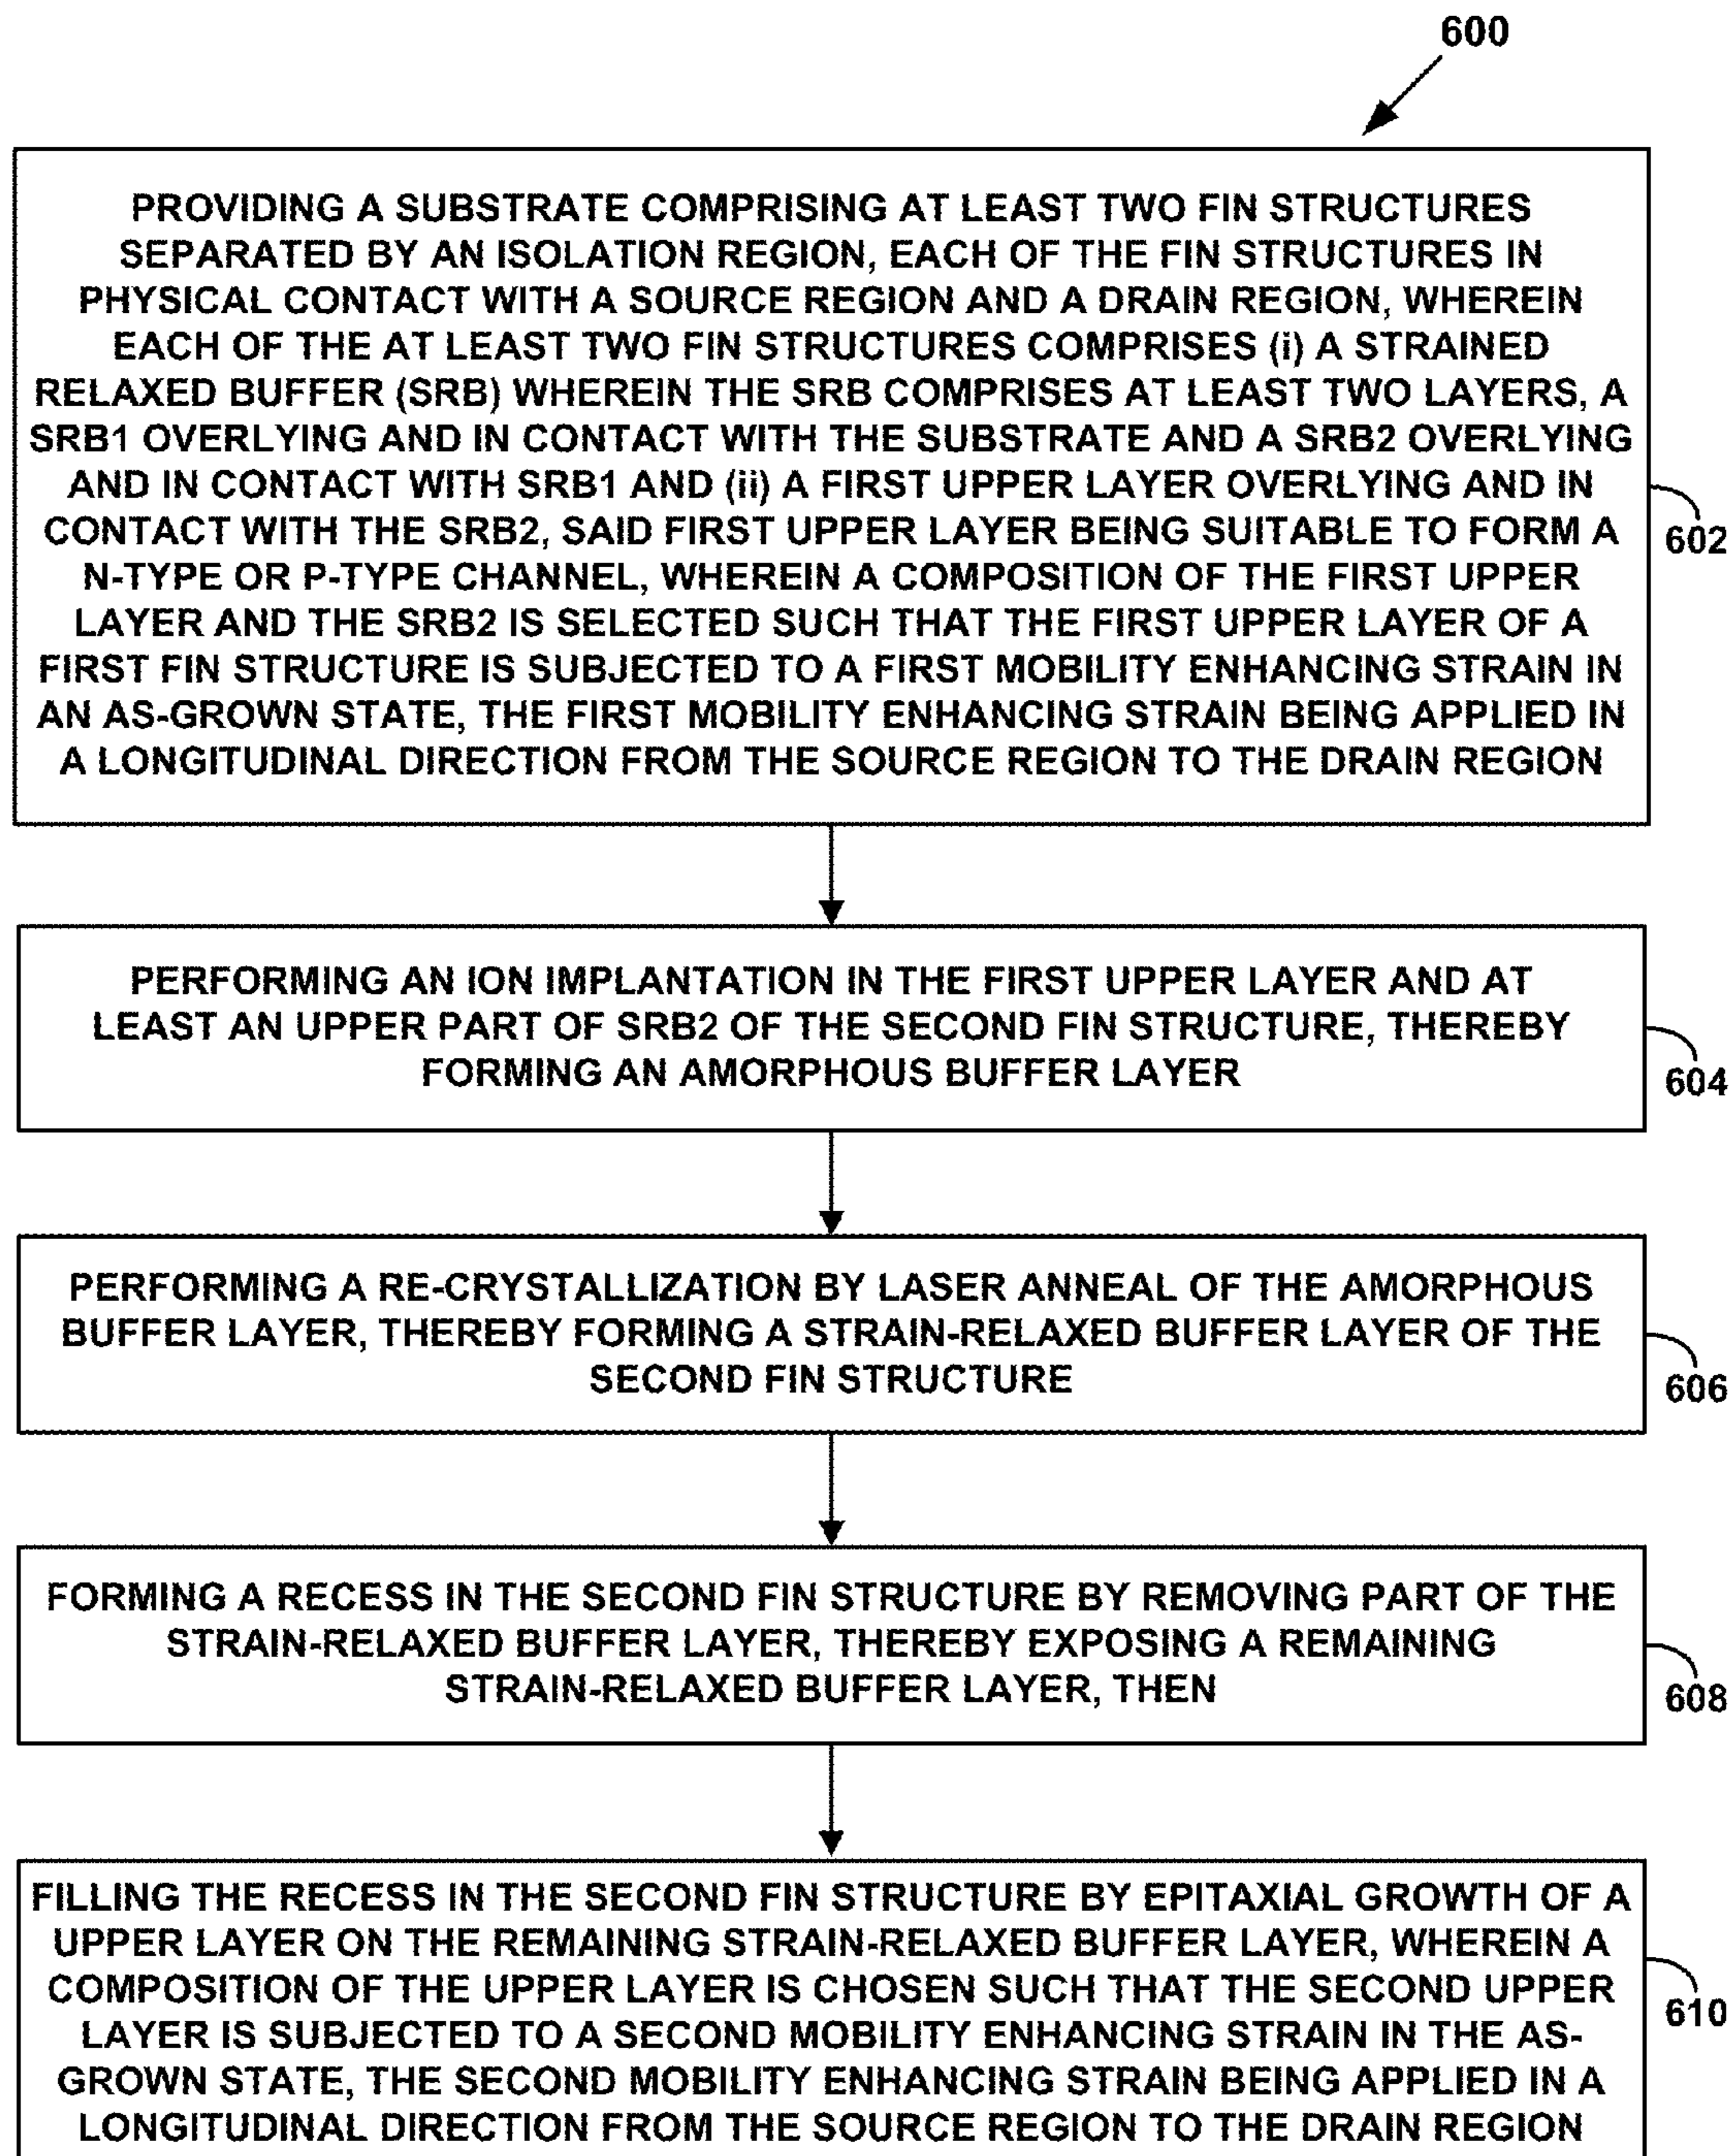 600
PROVIDING A SUBSTRATE COMPRISING AT LEAST TWO FIN STRUCTURES
SEPARATED BY AN ISOLATION REGION, EACH OF THE FIN STRUCTURES IN
PHYSICAL CONTACT WITH A SOURCE REGION AND A DRAIN REGION, WHEREIN
EACH OF THE AT LEAST TWO FIN STRUCTURES COMPRISES (i) A STRAINED
RELAXED BUFFER (SRB) WHEREIN THE SRB COMPRISES AT LEAST TWO LAYERS, A
SRB1 OVERLYING AND IN CONTACT WITH THE SUBSTRATE AND A SRB2 OVERLYING
AND IN CONTACT WITH SRB1 AND (ii) A FIRST UPPER LAYER OVERLYING AND IN
CONTACT WITH THE SRB2, SAID FIRST UPPER LAYER BEING SUITABLE TO FORM A
N-TYPE OR P-TYPE CHANNEL, WHEREIN A COMPOSITION OF THE FIRST UPPER
LAYER AND THE SRB2 IS SELECTED SUCH THAT THE FIRST UPPER LAYER OF A
FIRST FIN STRUCTURE IS SUBJECTED TO A FIRST MOBILITY ENHANCING STRAIN IN
AN AS-GROWN STATE, THE FIRST MOBILITY ENHANCING STRAIN BEING APPLIED IN
A LONGITUDINAL DIRECTION FROM THE SOURCE REGION TO THE DRAIN REGION
602
PERFORMING AN ION IMPLANTATION IN THE FIRST UPPER LAYER AND AT
LEAST AN UPPER PART OF SRB2 OF THE SECOND FIN STRUCTURE, THEREBY
FORMING AN AMORPHOUS BUFFER LAYER
604
PERFORMING A RE-CRYSTALLIZATION BY LASER ANNEAL OF THE AMORPHOUS
BUFFER LAYER, THEREBY FORMING A STRAIN-RELAXED BUFFER LAYER OF THE
SECOND FIN STRUCTURE
606
FORMING A RECESS IN THE SECOND FIN STRUCTURE BY REMOVING PART OF THE
STRAIN-RELAXED BUFFER LAYER, THEREBY EXPOSING A REMAINING
STRAIN-RELAXED BUFFER LAYER, THEN
608
FILLING THE RECESS IN THE SECOND FIN STRUCTURE BY EPITAXIAL GROWTH OF A
UPPER LAYER ON THE REMAINING STRAIN-RELAXED BUFFER LAYER, WHEREIN A
COMPOSITION OF THE UPPER LAYER IS CHOSEN SUCH THAT THE SECOND UPPER
LAYER IS SUBJECTED TO A SECOND MOBILITY ENHANCING STRAIN IN THE AS-
GROWN STATE, THE SECOND MOBILITY ENHANCING STRAIN BEING APPLIED IN A
LONGITUDINAL DIRECTION FROM THE SOURCE REGION TO THE DRAIN REGION
610